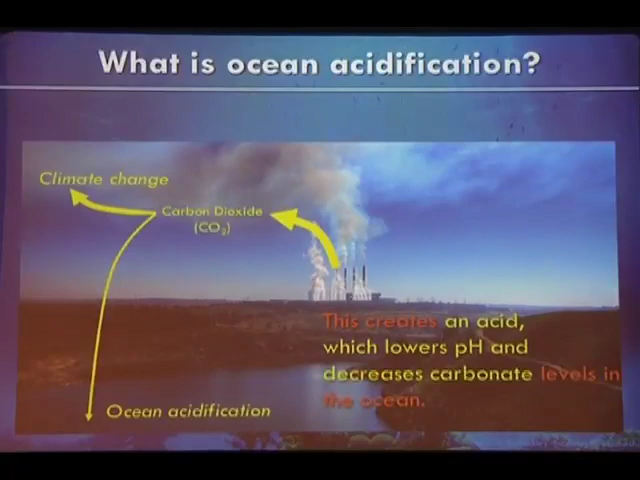 What is ocean acidification?
Climate change
Carbon Dioxide
(CO₂)
This creates an acid,
which lowers pH and
decreases carbonate levels in
the ocean.
Ocean acidification